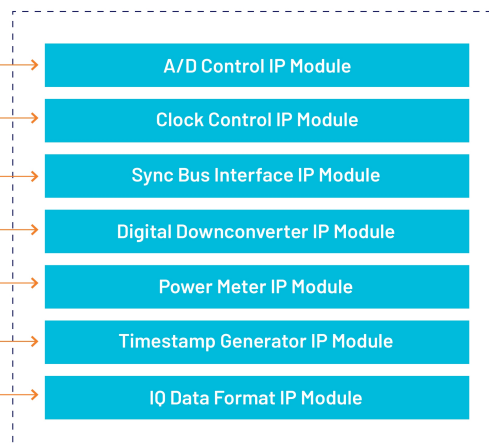 A/D Control IP Module
Clock Control IP Module
Sync Bus Interface IP Module
Digital Downconverter IP Module
Power Meter IP Module
Timestamp Generator IP Module
IQ Data Format IP Module